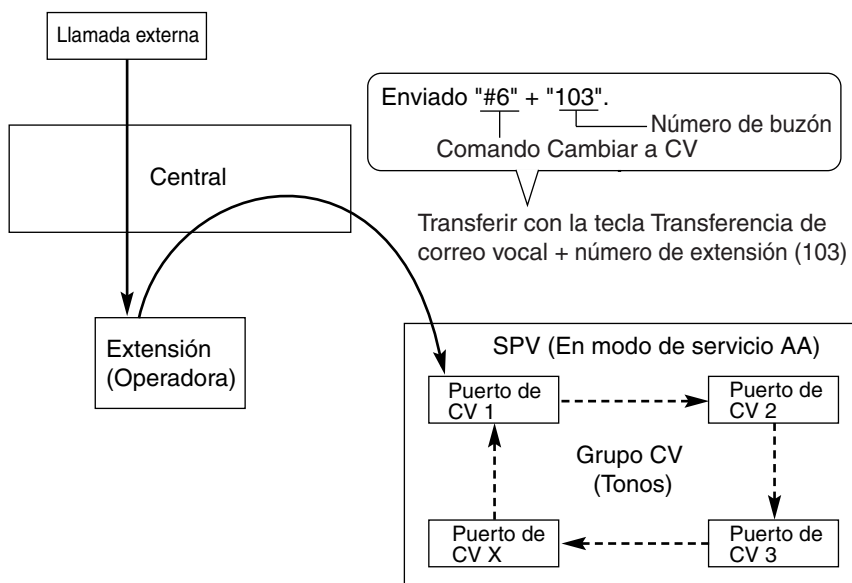 Llamada externa
Enviado "#6" + "103".
Número de buzón
Comando Cambiar a CV
Central
Transferir con la tecla Transferencia de
correo vocal + número de extensión (103)
Extensión
(Operadora)
SPV (En modo de servicio AA)
Puerto de
CV 1
Puerto de
CV 2
Grupo CV
(Tonos)
Puerto de
CV X
Puerto de
CV 3